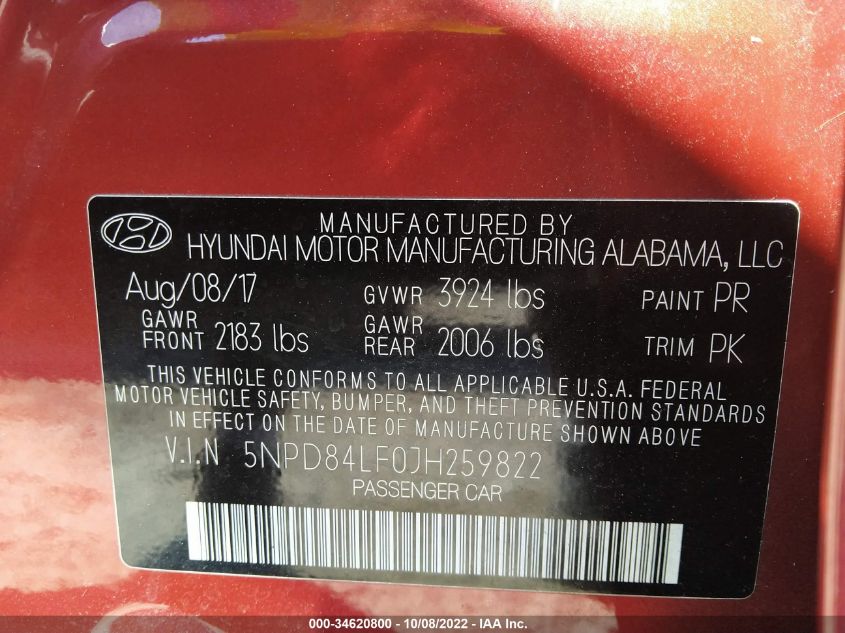 MANUFACTURED BY
HYUNDAI MOTOR MANUFACTURING ALABAMA, LLC
Aug/08/17 GVWR 3924 lbs PAINT PR
GAWR FRONT 2183 lbs GAWR REAR 2006 lbs TRIM PK
THIS VEHICLE CONFORMS TO ALL APPLICABLE U.S.A. FEDERAL
MOTOR VEHICLE SAFETY, BUMPER, AND THEFT PREVENTION STANDARDS
IN EFFECT ON THE DATE OF MANUFACTURE SHOWN ABOVE.
V.I.N 5NPD84LF0JH259822
PASSENGER CAR
000-34620800 - 10/08/2022 - IAA Inc.